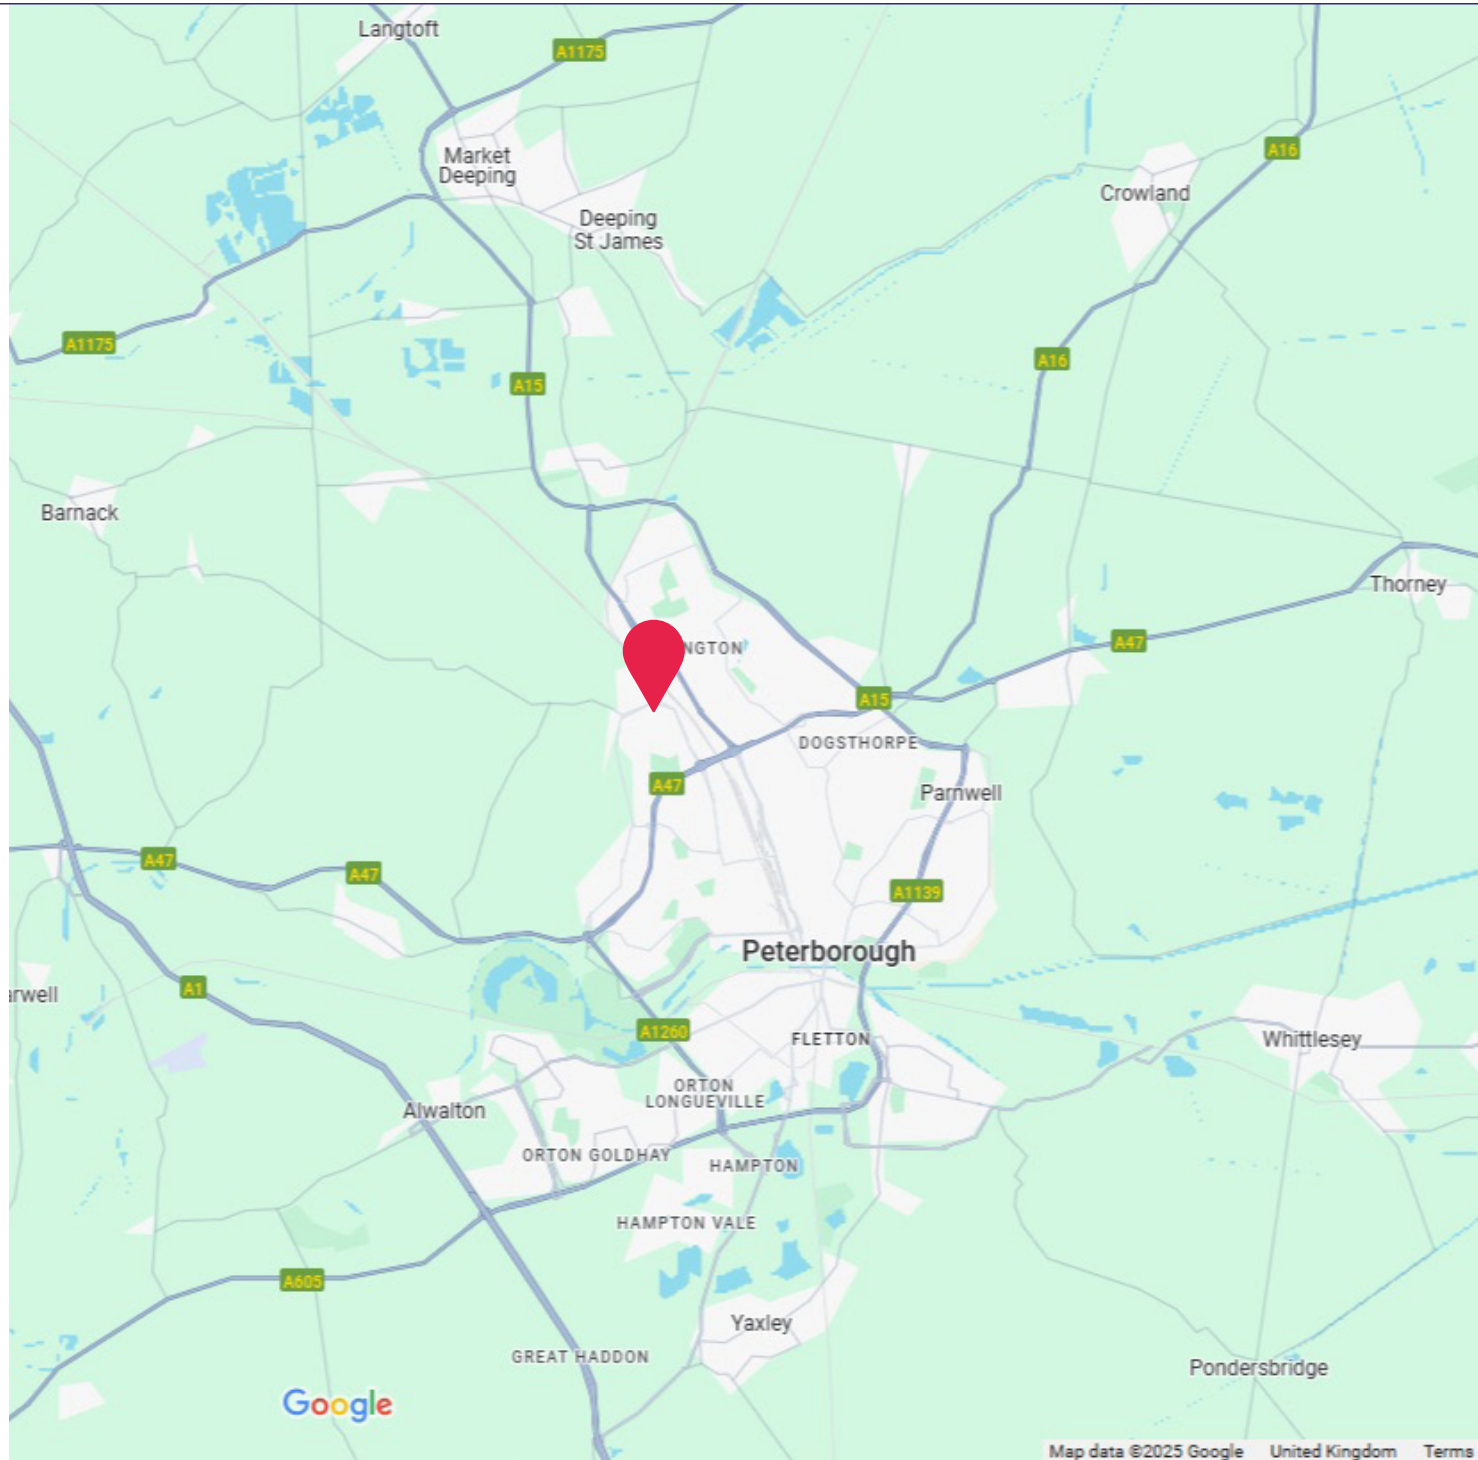 Langtoft
A1175
Market
Deeping
A16
Crowland
Deeping
St James
A1175
A16
A15
Barnack
Thorney
A47
NGTON
A15
DOGSTHORPE
A47
Parnwell
A47
A47
A1139
Peterborough
A1
arwell
A1260
FLETTON
Whittlesey
ORTON
LONGUEVILLE
Alwalton
ORTON GOLDHAY
HAMPTON
HAMPTON VALE
A605
Yaxley
GREAT HADDON
Pondersbridge
Google
Map data ©2025 Google United Kingdom Terms